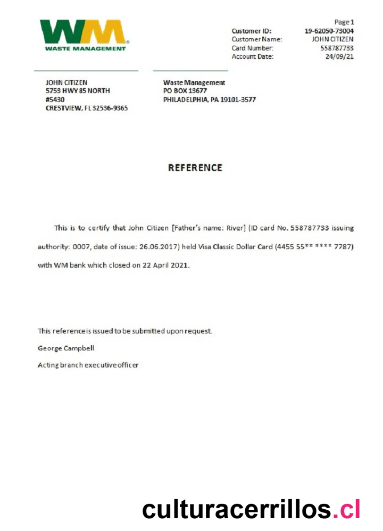 Page 1
WM
WASTE MANAGEMENT
Customer ID: 19-62050-73004
Customer Name: JOHN CITIZEN
Card Number: 558787733
Account Date: 24/09/21
JOHN CITIZEN
5753 HWY 85 NORTH
#5430
CRESTVIEW, FL 32536-9365
Waste Management
PO BOX 13677
PHILADELPHIA, PA 19101-3577
REFERENCE
This is to certify that John Citizen [Father's name: River] (ID card No. 558787733 issuing
authority: 0007, date of issue: 26.06.2017) held Visa Classic Dollar Card (4455 55** **** 7787)
with WM bank which closed on 22 April 2021.
This reference is issued to be submitted upon request.
George Campbell
Acting branch executive officer
culturacerrillos.cl